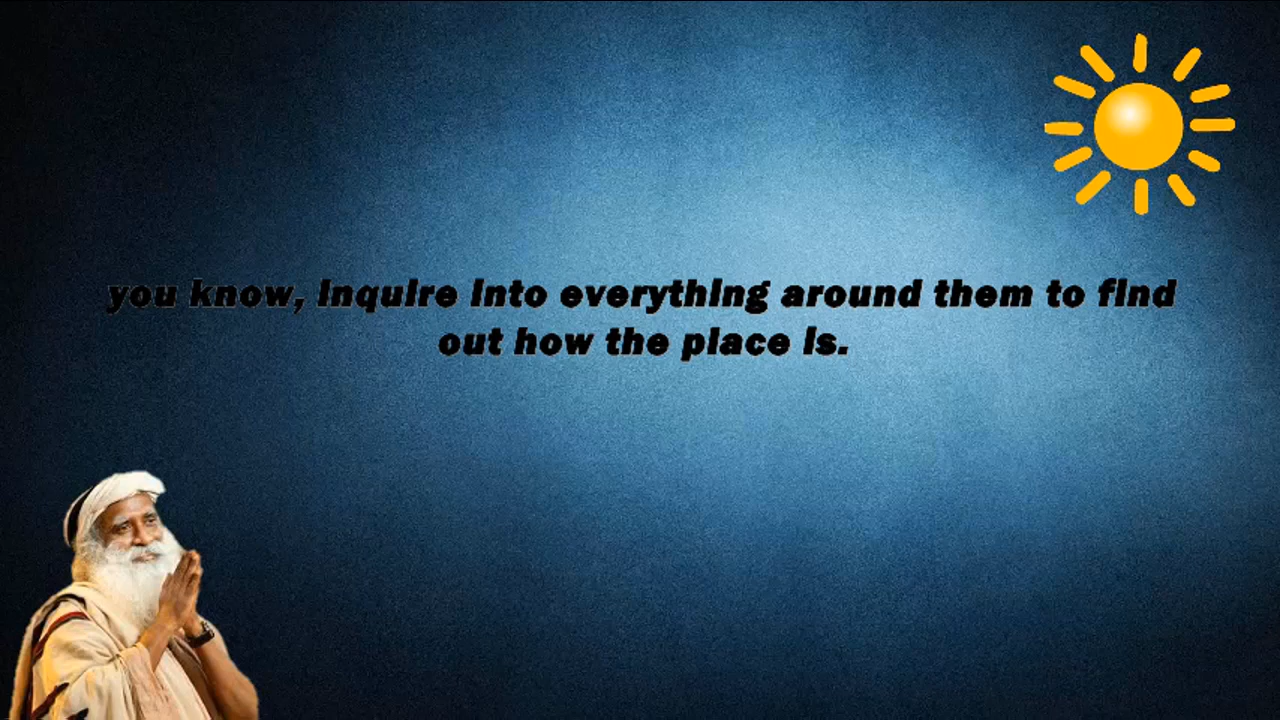 you know, inquire into everything around them to find
out how the place is.